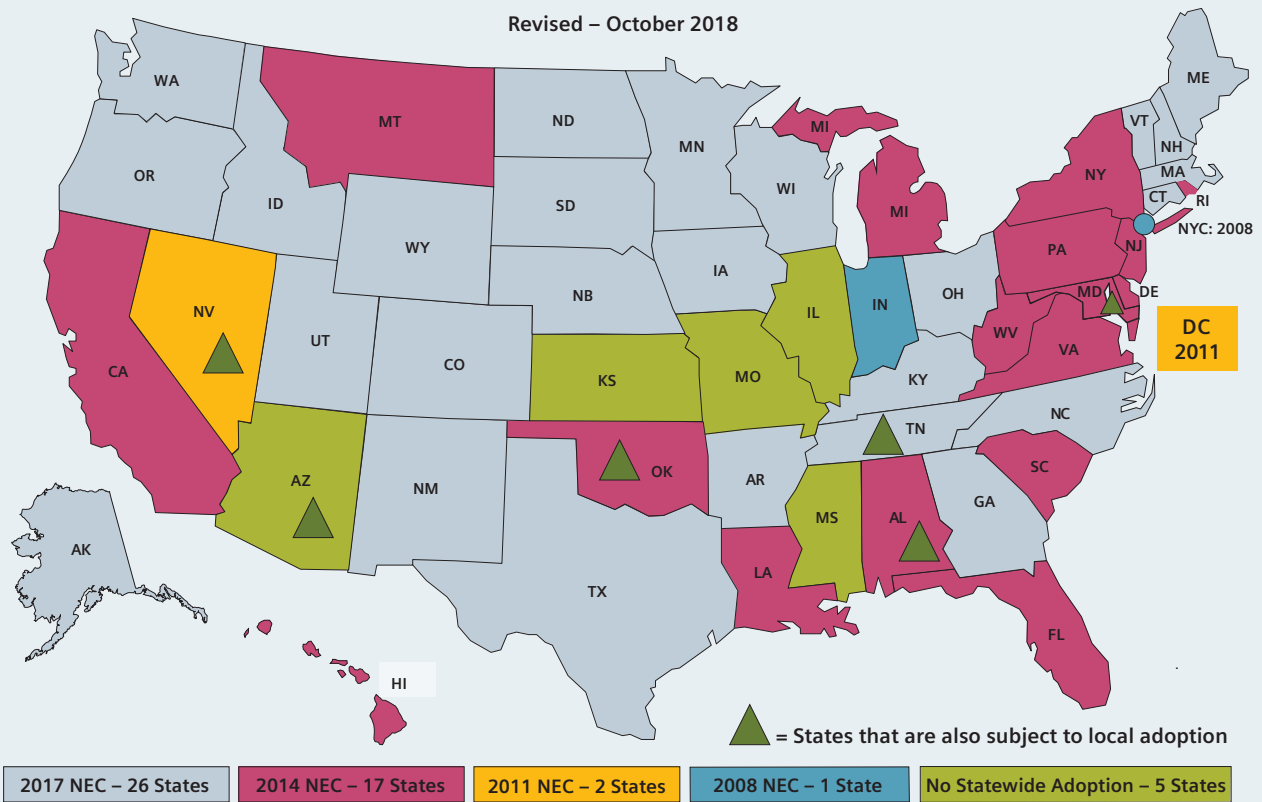 Revised – October 2018
WA
MT
ND
MN
MI
ME
VT
NH
OR
ID
SD
WI
NY
MA
CT
RI
MI
NYC: 2008
WY
IA
PA
NJ
NV
NB
IL
IN
OH
MD
DE
UT
CO
WV
VA
DC
2011
CA
KS
MO
KY
NC
TN
AZ
OK
AR
SC
NM
MS
AL
GA
AK
TX
LA
FL
HI
= States that are also subject to local adoption
2017 NEC – 26 States
2014 NEC – 17 States
2011 NEC – 2 States
2008 NEC – 1 State
No Statewide Adoption – 5 States